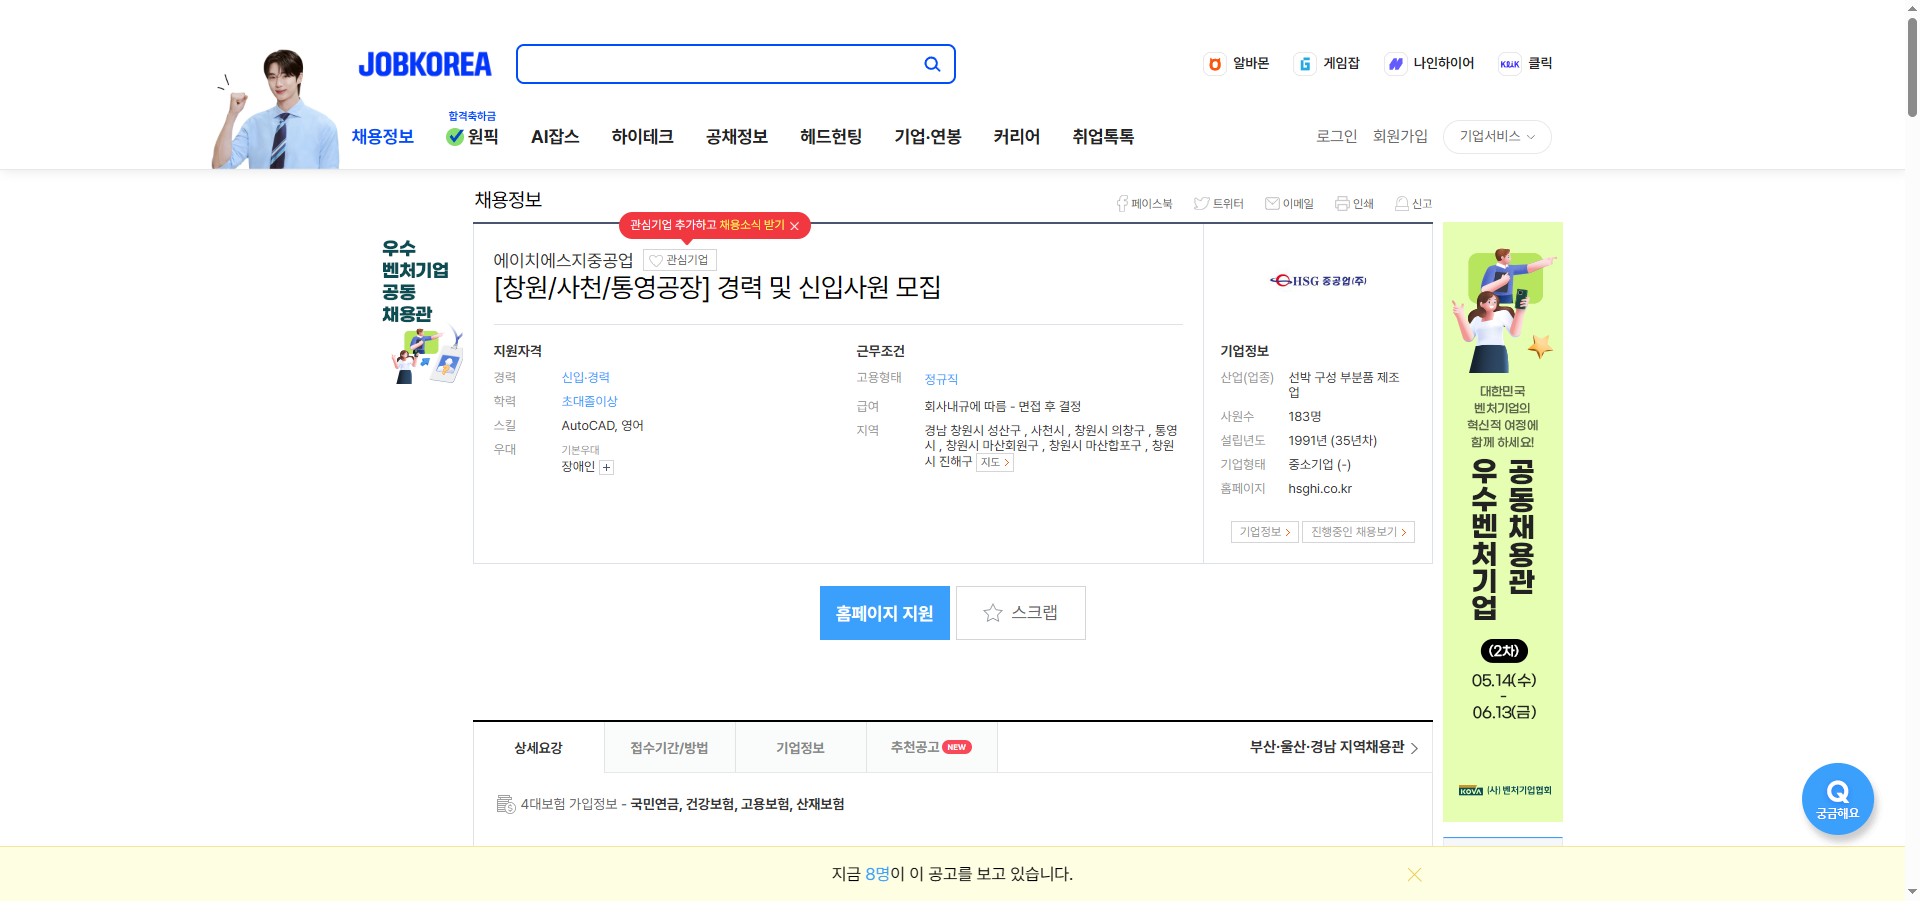 JOBKOREA
알바몬
게임잡
나인하이어
K릭K 클릭
채용정보
합격축하금
원픽
AI잡스
하이테크
공채정보
헤드헌팅
기업·연봉
커리어
취업톡톡
로그인
회원가입
기업서비스
채용정보
페이스북
트위터
이메일
인쇄
신고
관심기업 추가하고 채용소식 받기
에이치에스지중공업
관심기업
[창원/사천/통영공장] 경력 및 신입사원 모집
지원자격
경력 신입·경력
학력 초대졸이상
스킬 AutoCAD, 영어
우대 기본우대
장애인
근무조건
고용형태 정규직
급여 회사내규에 따름 - 면접 후 결정
지역 경남 창원시 성산구 , 사천시 , 창원시 의창구 , 통영
시 , 창원시 마산회원구 , 창원시 마산합포구 , 창원
시 진해구 지도
HSG 중공업(주)
기업정보
산업(업종) 선박 구성 부분품 제조
업
사원수 183명
설립년도 1991년 (35년차)
기업형태 중소기업 (-)
홈페이지 hsghi.co.kr
기업정보
진행중인 채용보기
홈페이지 지원
스크랩
우수
벤처기업
공동
채용관
대한민국
벤처기업의
혁신적 여정에
함께 하세요!
우수벤처기업
공동채용관
(2차)
05.14(수)
-
06.13(금)
KOVA (사)벤처기업협회
상세요강
접수기간/방법
기업정보
추천공고 NEW
부산·울산·경남 지역채용관
4대보험 가입정보 - 국민연금, 건강보험, 고용보험, 산재보험
Q
궁금해요
지금 8명이 이 공고를 보고 있습니다.